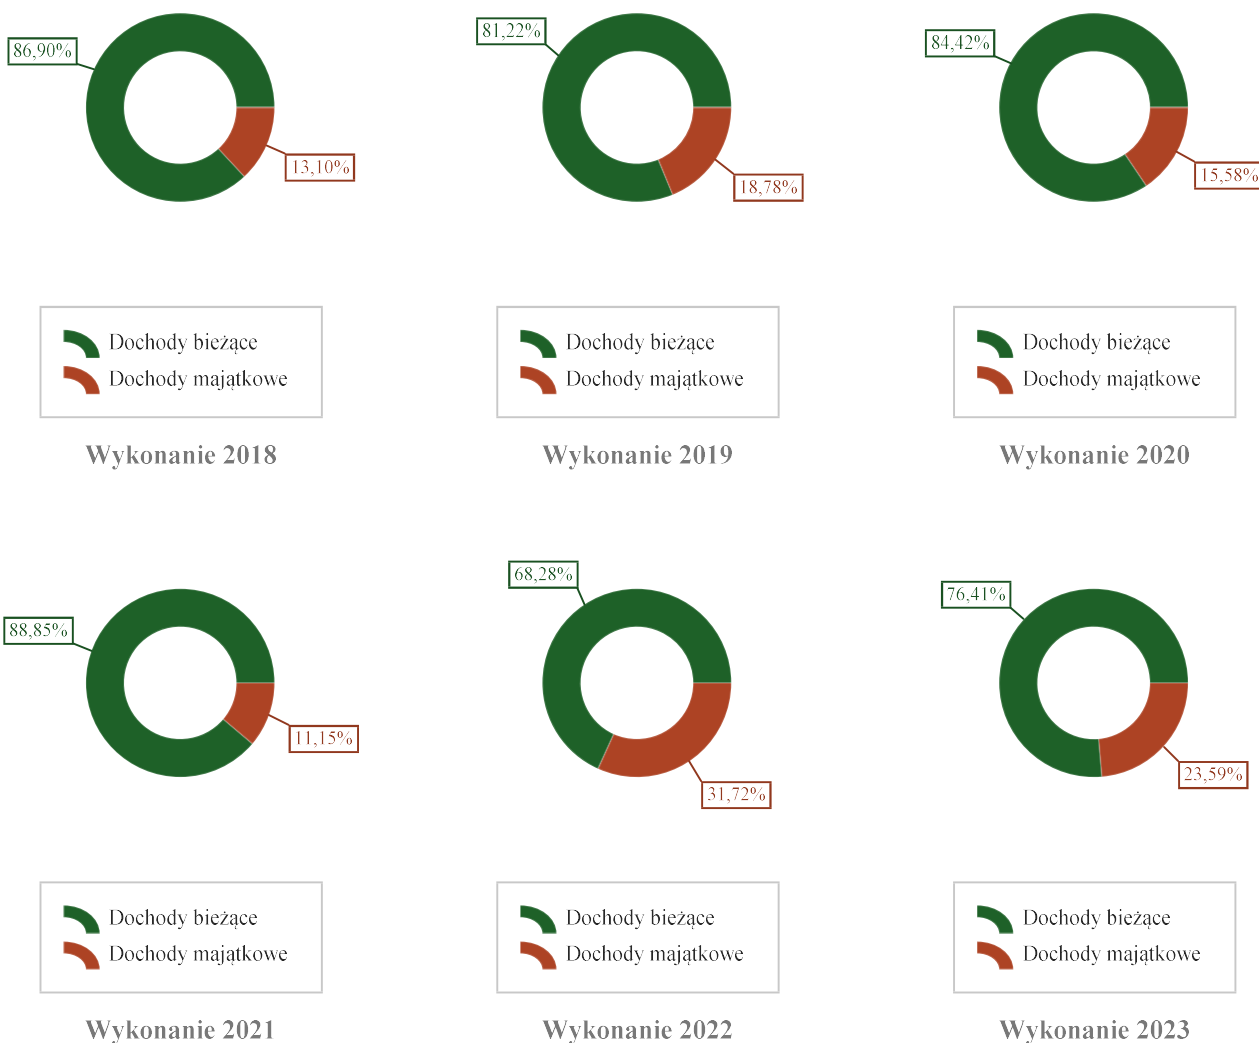 86,90%
13,10%
Dochody bieżące
Dochody majątkowe
Wykonanie 2018
81,22%
18,78%
Dochody bieżące
Dochody majątkowe
Wykonanie 2019
84,42%
15,58%
Dochody bieżące
Dochody majątkowe
Wykonanie 2020
88,85%
11,15%
Dochody bieżące
Dochody majątkowe
Wykonanie 2021
68,28%
31,72%
Dochody bieżące
Dochody majątkowe
Wykonanie 2022
76,41%
23,59%
Dochody bieżące
Dochody majątkowe
Wykonanie 2023